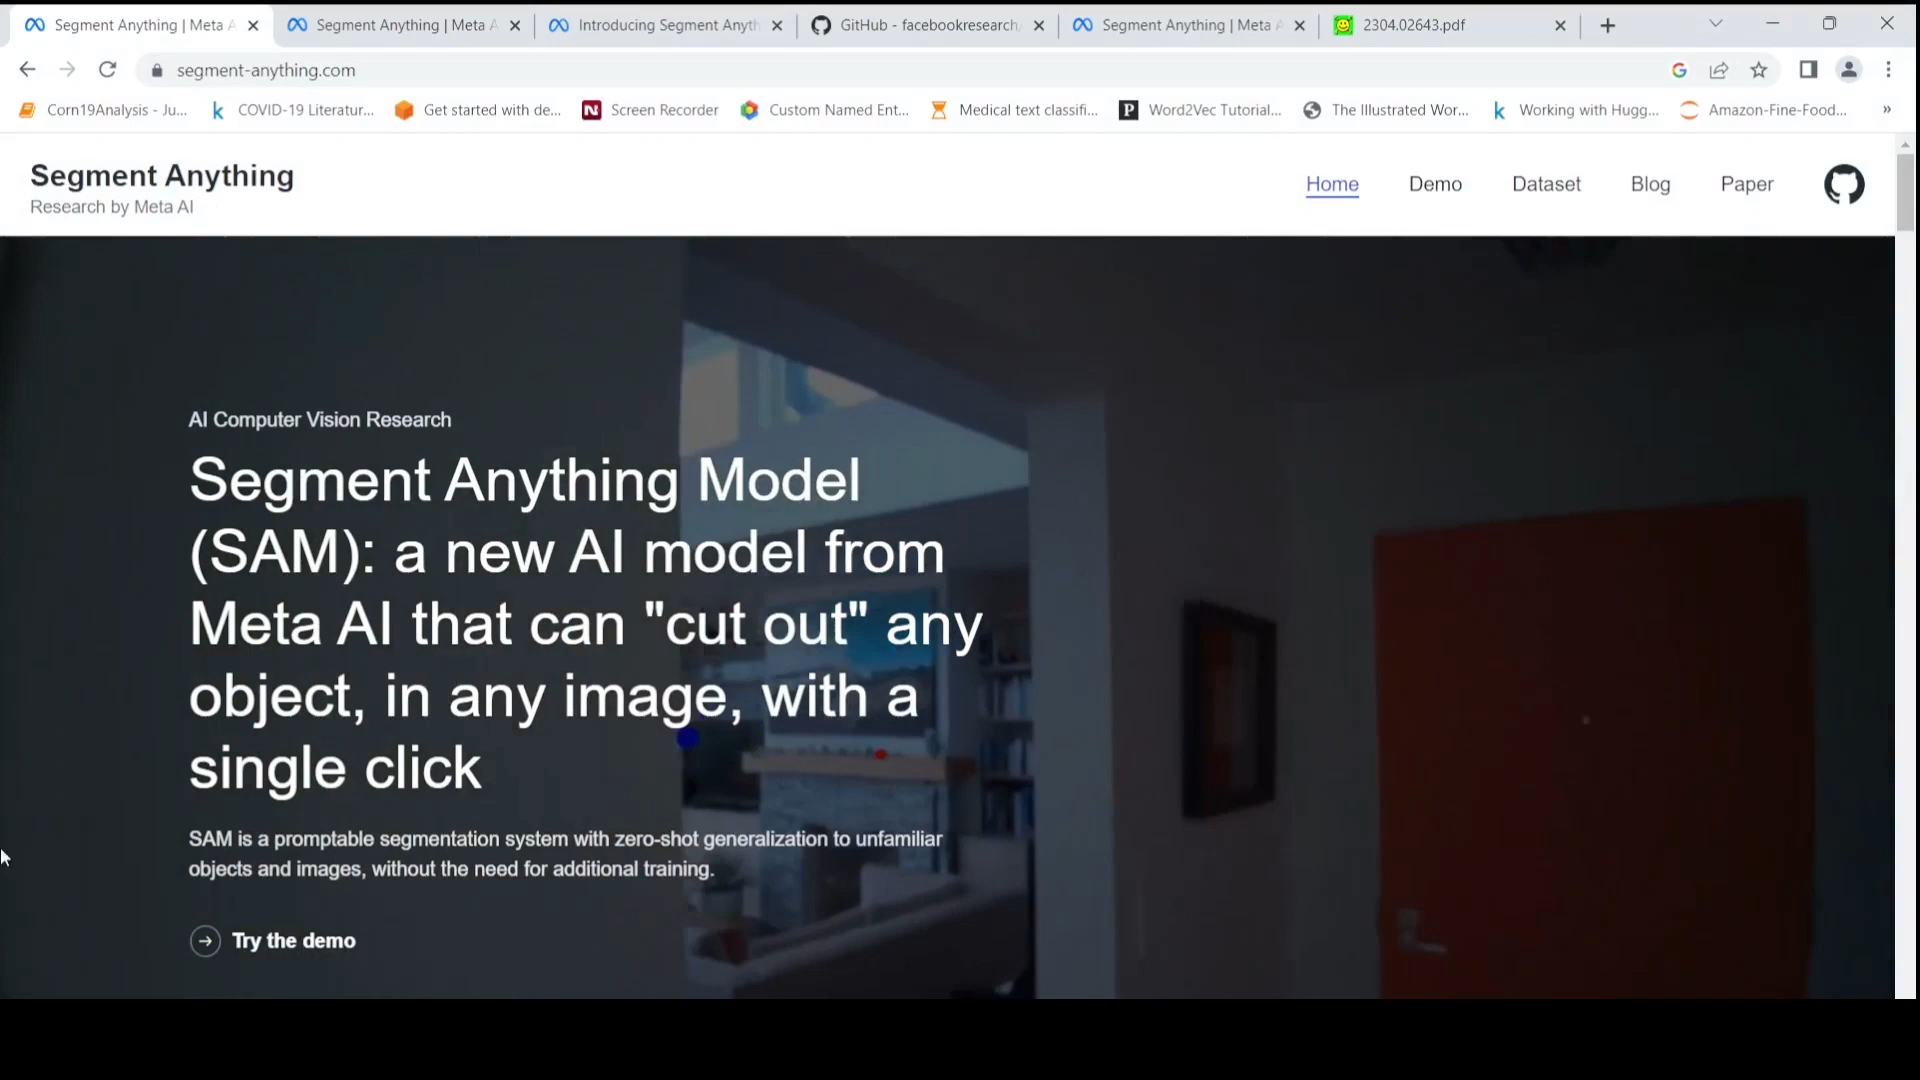 Segment Anything | Meta A
Segment Anything | Meta A
Introducing Segment Anyth
GitHub - facebookresearch/
Segment Anything | Meta A
2304.02643.pdf
segment-anything.com
Corn19Analysis - Ju...
COVID-19 Literatur...
Get started with de...
Screen Recorder
Custom Named Ent...
Medical text classifi...
Word2Vec Tutorial...
The Illustrated Wor...
Working with Hugg...
Amazon-Fine-Food...
Segment Anything
Research by Meta AI
Home
Demo
Dataset
Blog
Paper
AI Computer Vision Research
Segment Anything Model
(SAM): a new AI model from
Meta AI that can "cut out" any
object, in any image, with a
single click
SAM is a promptable segmentation system with zero-shot generalization to unfamiliar
objects and images, without the need for additional training.
Try the demo